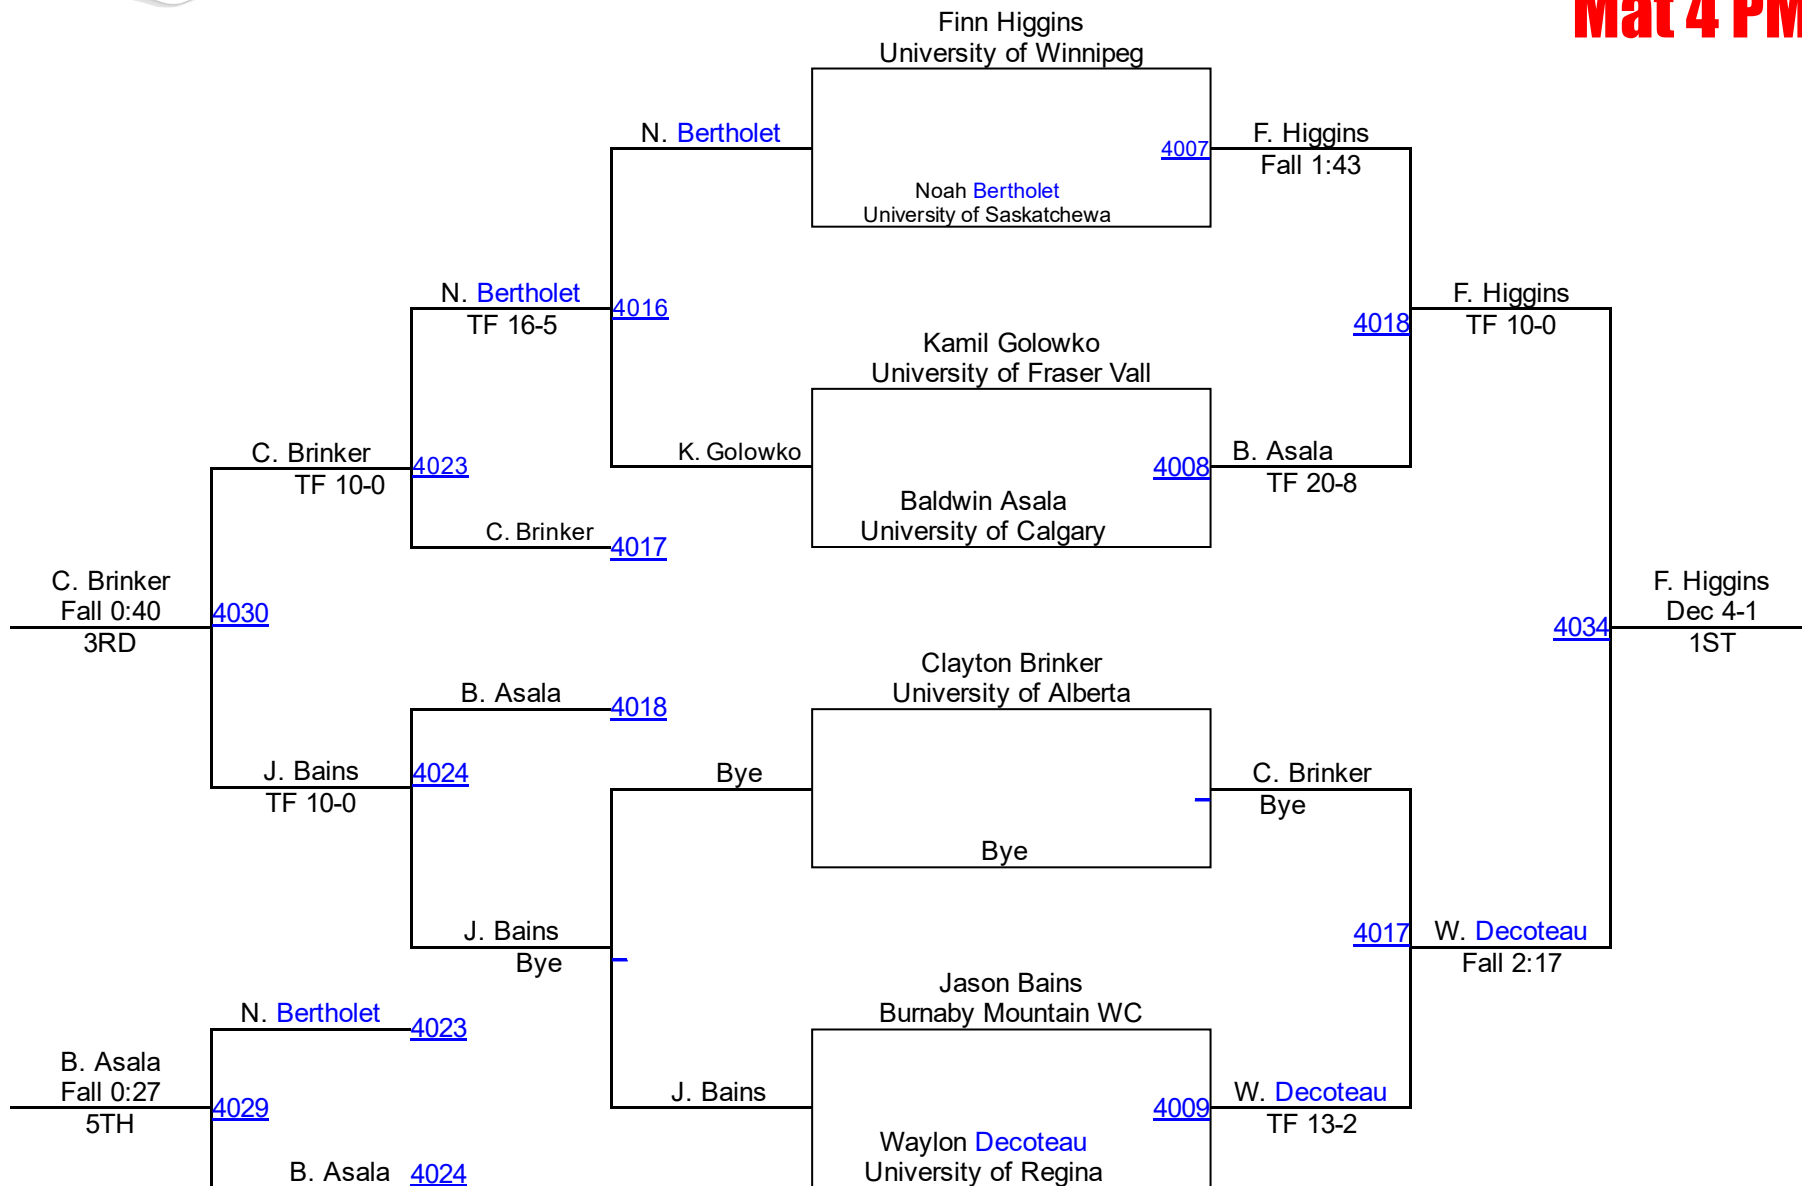 Mat 4 PM
Finn Higgins
University of Winnipeg
N. Bertholet
4007
F. Higgins
Fall 1:43
Noah Bertholet
University of Saskatchewa
N. Bertholet
TF 16-5
4016
F. Higgins
TF 10-0
4018
Kamil Golowko
University of Fraser Vall
C. Brinker
TF 10-0
4023
K. Golowko
4008
B. Asala
TF 20-8
Baldwin Asala
University of Calgary
C. Brinker
4017
C. Brinker
Fall 0:40
3RD
4030
F. Higgins
Dec 4-1
1ST
4034
Clayton Brinker
University of Alberta
B. Asala
4018
J. Bains
TF 10-0
4024
Bye
C. Brinker
Bye
Bye
J. Bains
Bye
4017
W. Decoteau
Fall 2:17
Jason Bains
Burnaby Mountain WC
N. Bertholet
4023
B. Asala
Fall 0:27
5TH
4029
J. Bains
4009
W. Decoteau
TF 13-2
Waylon Decoteau
University of Regina
B. Asala
4024